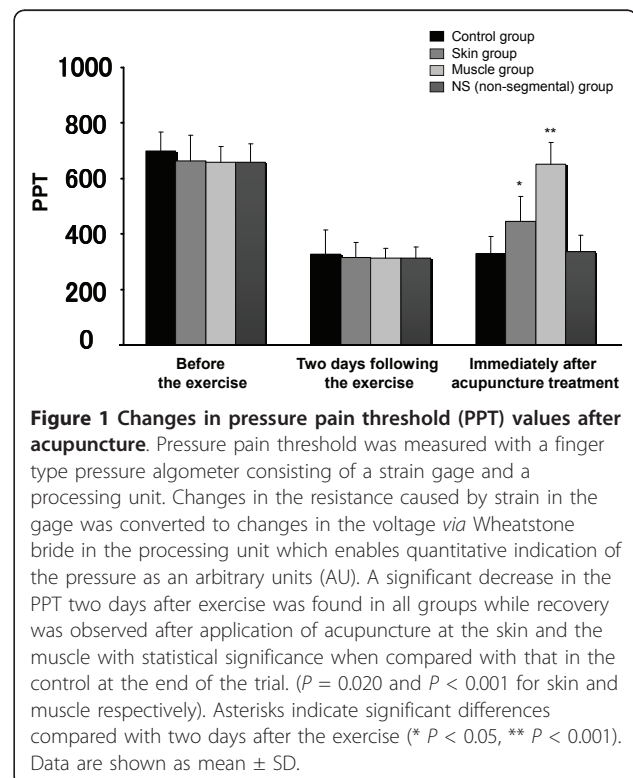 Control group
Skin group
Muscle group
NS (non-segmental) group
1000
800
600
400
200
0
PPT
*
**
Before
the exercise
Two days following
the exercise
Immediately after
acupuncture treatment
Figure 1 Changes in pressure pain threshold (PPT) values after
acupuncture. Pressure pain threshold was measured with a finger
type pressure algometer consisting of a strain gage and a
processing unit. Changes in the resistance caused by strain in the
gage was converted to changes in the voltage via Wheatstone
bride in the processing unit which enables quantitative indication of
the pressure as an arbitrary units (AU). A significant decrease in the
PPT two days after exercise was found in all groups while recovery
was observed after application of acupuncture at the skin and the
muscle with statistical significance when compared with that in the
control at the end of the trial. (P = 0.020 and P < 0.001 for skin and
muscle respectively). Asterisks indicate significant differences
compared with two days after the exercise (* P < 0.05, ** P < 0.001).
Data are shown as mean ± SD.